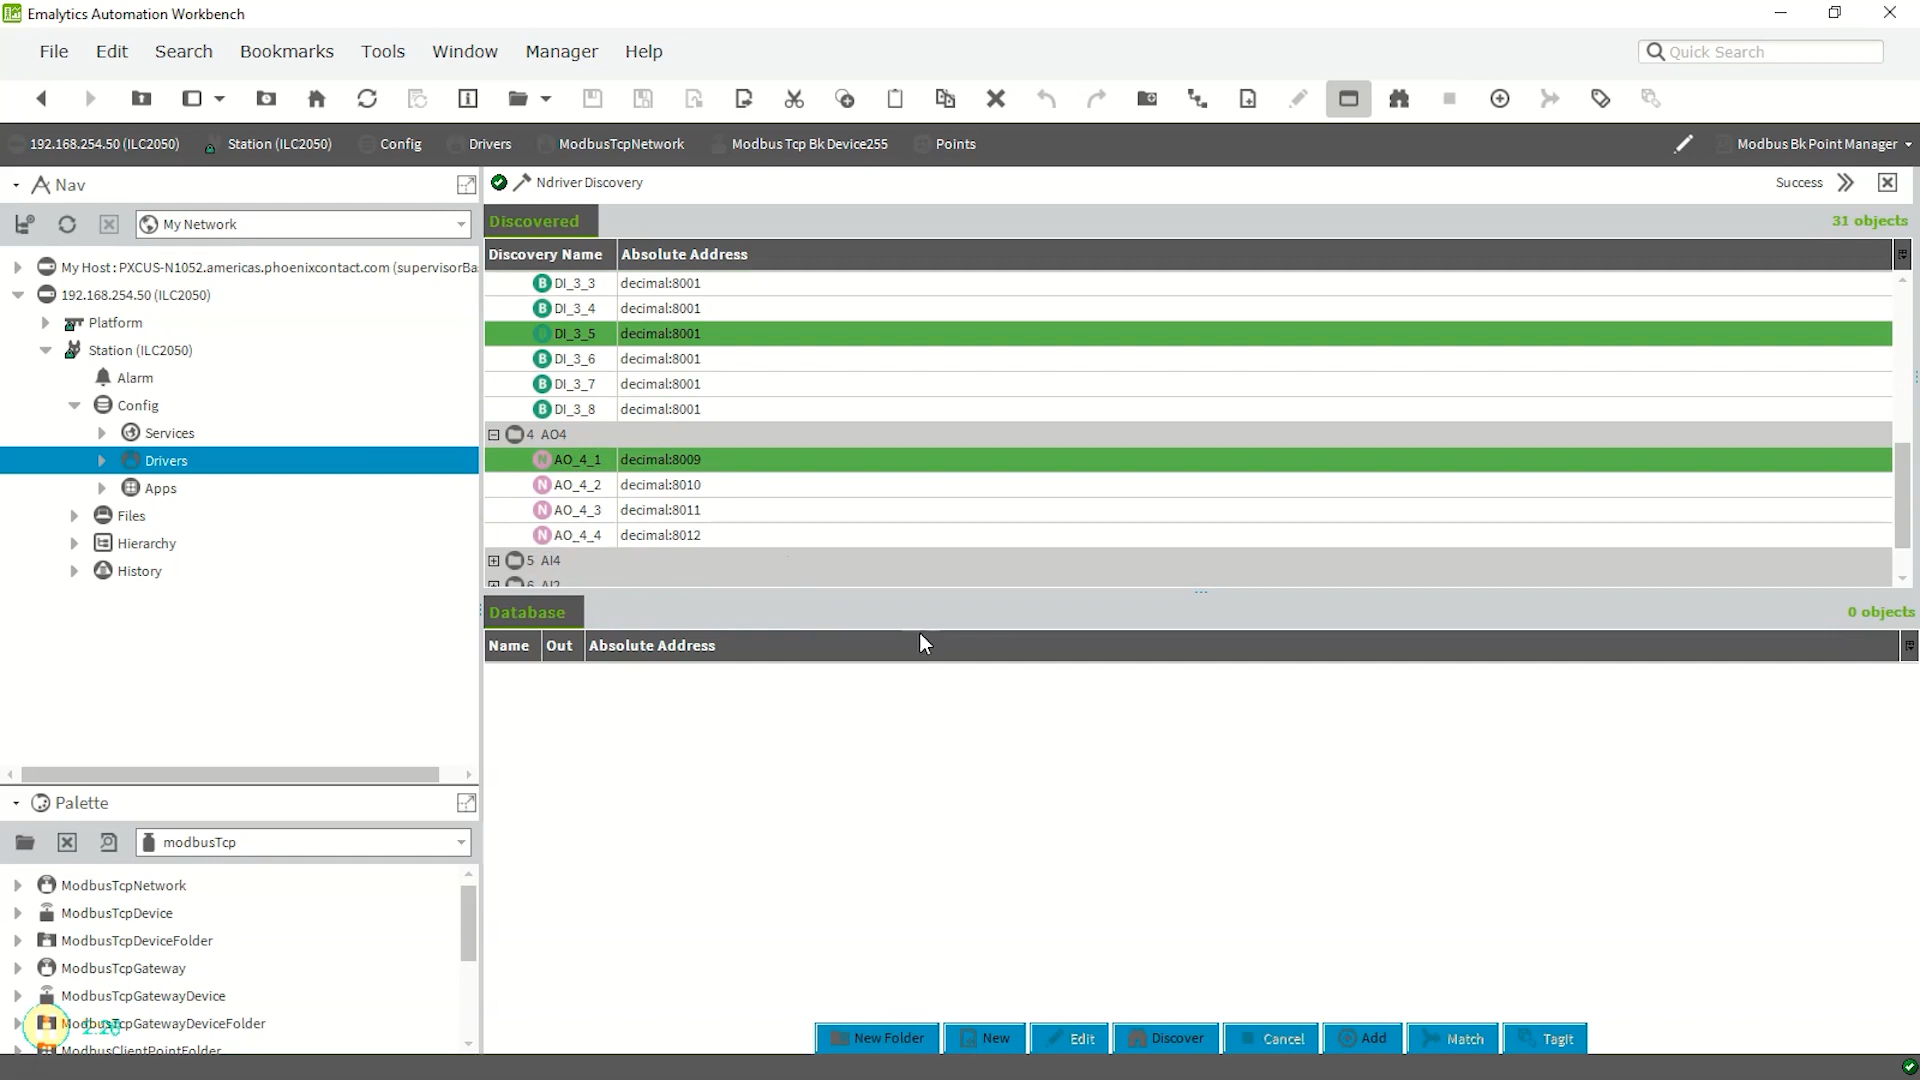 Emalytics Automation Workbench
File Edit Search Bookmarks Tools Window Manager Help
Quick Search
192.168.254.50 (ILC2050) Station (ILC2050) Config Drivers ModbusTcpNetwork Modbus Tcp Bk Device255 Points Modbus Bk Point Manager
Nav
My Network
My Host : PXCUS-N1052.americas.phoenixcontact.com (supervisorBa
192.168.254.50 (ILC2050)
Platform
Station (ILC2050)
Alarm
Config
Services
Drivers
Apps
Files
Hierarchy
History
Palette
modbusTcp
ModbusTcpNetwork
ModbusTcpDevice
ModbusTcpDeviceFolder
ModbusTcpGateway
ModbusTcpGatewayDevice
ModbusTcpGatewayDeviceFolder
ModbusClientPointFolder
Ndriver Discovery Success
Discovered 31 objects
Discovery Name Absolute Address
B DI_3_3 decimal:8001
B DI_3_4 decimal:8001
DI_3_5 decimal:8001
B DI_3_6 decimal:8001
B DI_3_7 decimal:8001
B DI_3_8 decimal:8001
4 AO4
N AO_4_1 decimal:8009
N AO_4_2 decimal:8010
N AO_4_3 decimal:8011
N AO_4_4 decimal:8012
5 AI4
6 AI2
Database 0 objects
Name Out Absolute Address
New Folder New Edit Discover Cancel Add Match TagIt